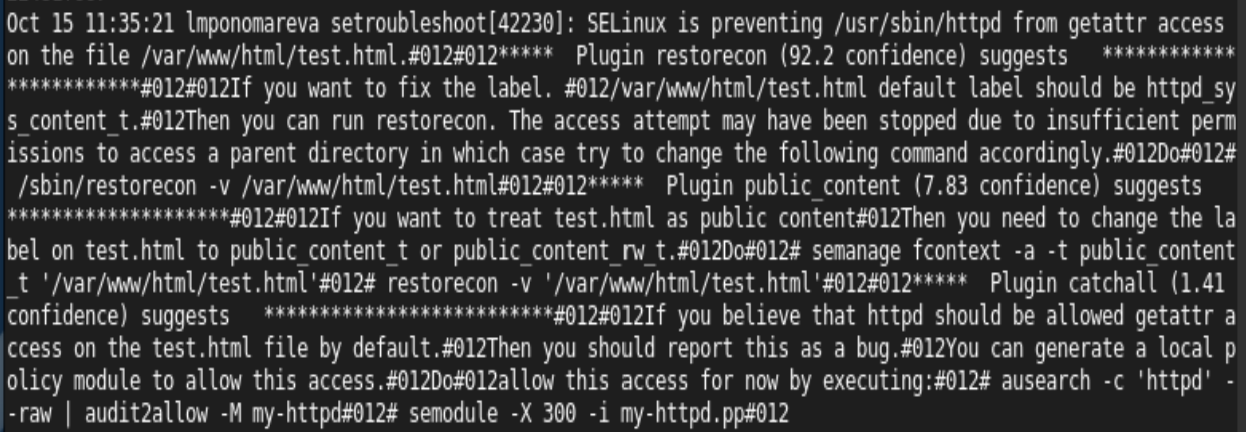 Oct 15 11:35:21 lmponomareva setroubleshoot[42230]: SELinux is preventing /usr/sbin/httpd from getattr access
on the file /var/www/html/test.html.#012#012*****  Plugin restorecon (92.2 confidence) suggests   ************
************#012#012If you want to fix the label. #012/var/www/html/test.html default label should be httpd_sy
s_content_t.#012Then you can run restorecon. The access attempt may have been stopped due to insufficient perm
issions to access a parent directory in which case try to change the following command accordingly.#012Do#012#
 /sbin/restorecon -v /var/www/html/test.html#012#012*****  Plugin public_content (7.83 confidence) suggests
********************#012#012If you want to treat test.html as public content#012Then you need to change the la
bel on test.html to public_content_t or public_content_rw_t.#012Do#012# semanage fcontext -a -t public_content
_t '/var/www/html/test.html'#012# restorecon -v '/var/www/html/test.html'#012#012*****  Plugin catchall (1.41
confidence) suggests   **************************#012#012If you believe that httpd should be allowed getattr a
ccess on the test.html file by default.#012Then you should report this as a bug.#012You can generate a local p
olicy module to allow this access.#012Do#012allow this access for now by executing:#012# ausearch -c 'httpd' -
-raw | audit2allow -M my-httpd#012# semodule -X 300 -i my-httpd.pp#012